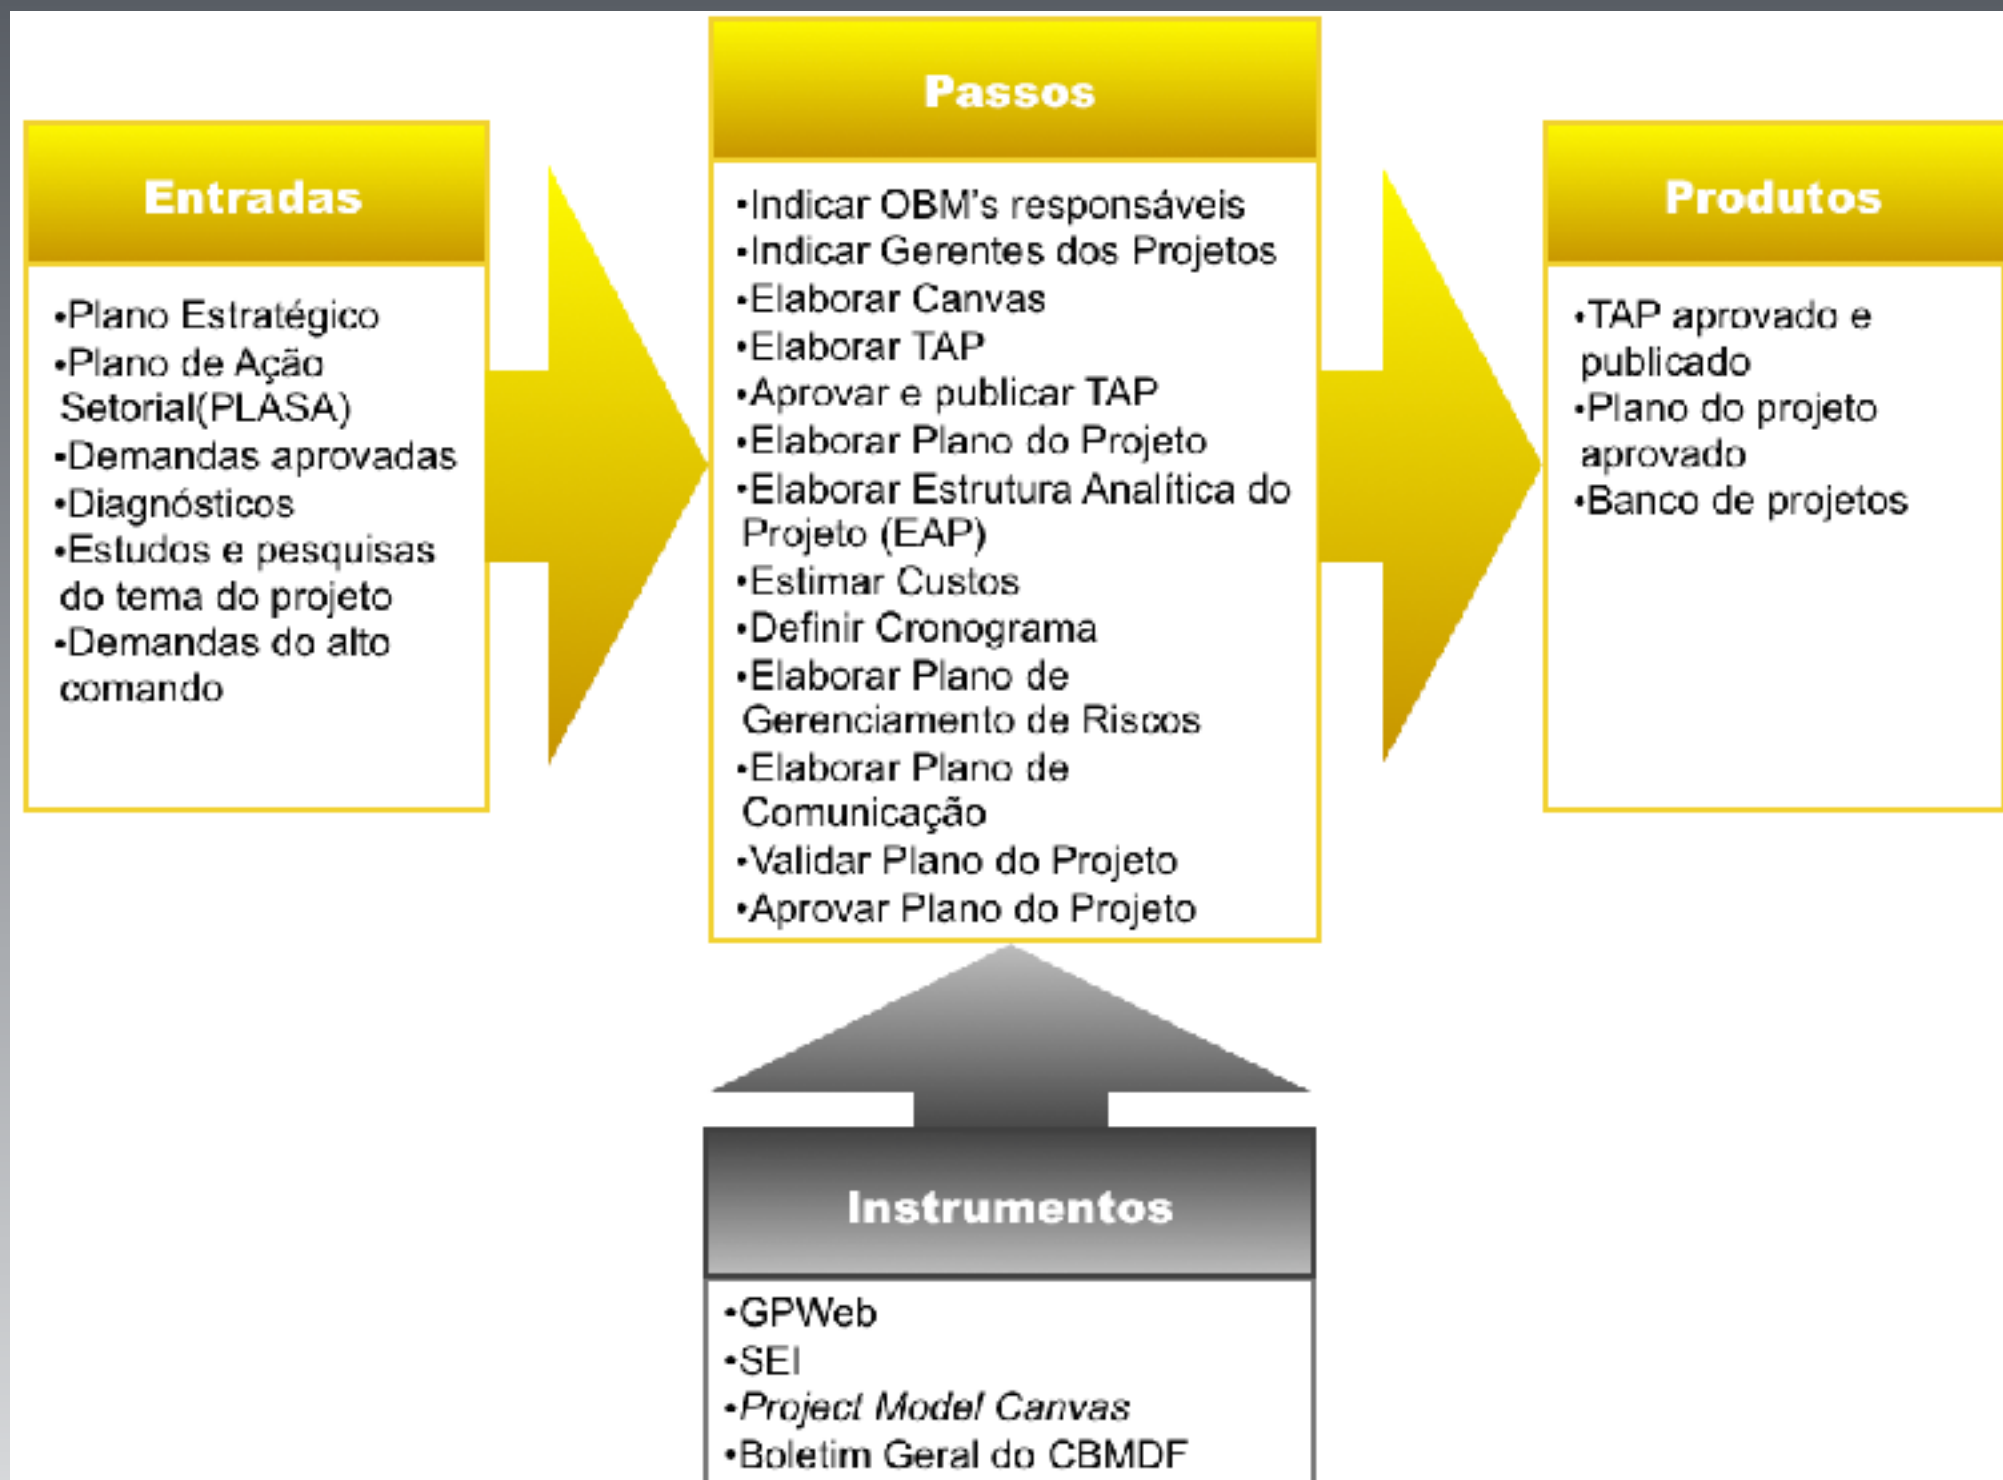 Entradas
•Plano Estratégico
•Plano de Ação
Setorial(PLASA)
•Demandas aprovadas
•Diagnósticos
•Estudos e pesquisas
do tema do projeto
•Demandas do alto
comando
Passos
•Indicar OBM's responsáveis
•Indicar Gerentes dos Projetos
•Elaborar Canvas
•Elaborar TAP
•Aprovar e publicar TAP
•Elaborar Plano do Projeto
•Elaborar Estrutura Analítica do
Projeto (EAP)
•Estimar Custos
•Definir Cronograma
•Elaborar Plano de
Gerenciamento de Riscos
•Elaborar Plano de
Comunicação
•Validar Plano do Projeto
•Aprovar Plano do Projeto
Produtos
•TAP aprovado e
publicado
•Plano do projeto
aprovado
•Banco de projetos
Instrumentos
•GPWeb
•SEI
•Project Model Canvas
•Boletim Geral do CBMDF